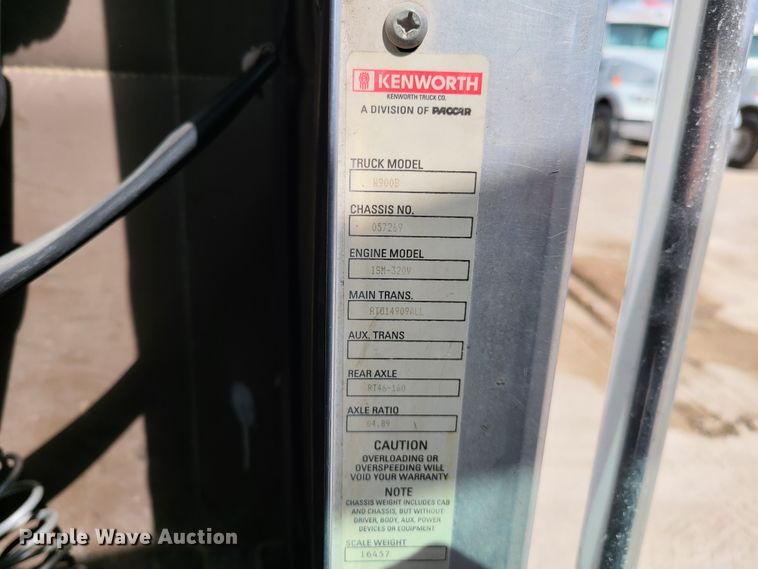 KENWORTH
KENWORTH TRUCK CO.
A DIVISION OF PACCAR
TRUCK MODEL
W900B
CHASSIS NO.
057269
ENGINE MODEL
ISM-320V
MAIN TRANS.
RTO14909ALL
AUX. TRANS
REAR AXLE
RT46-160
AXLE RATIO
04.89
CAUTION
OVERLOADING OR
OVERSPEEDING WILL
VOID YOUR WARRANTY
NOTE
CHASSIS WEIGHT INCLUDES CAB
AND CHASSIS, BUT WITHOUT
DRIVER, BODY, AUX. POWER
DEVICES OR EQUIPMENT
SCALE WEIGHT
16457
Purple Wave Auction®